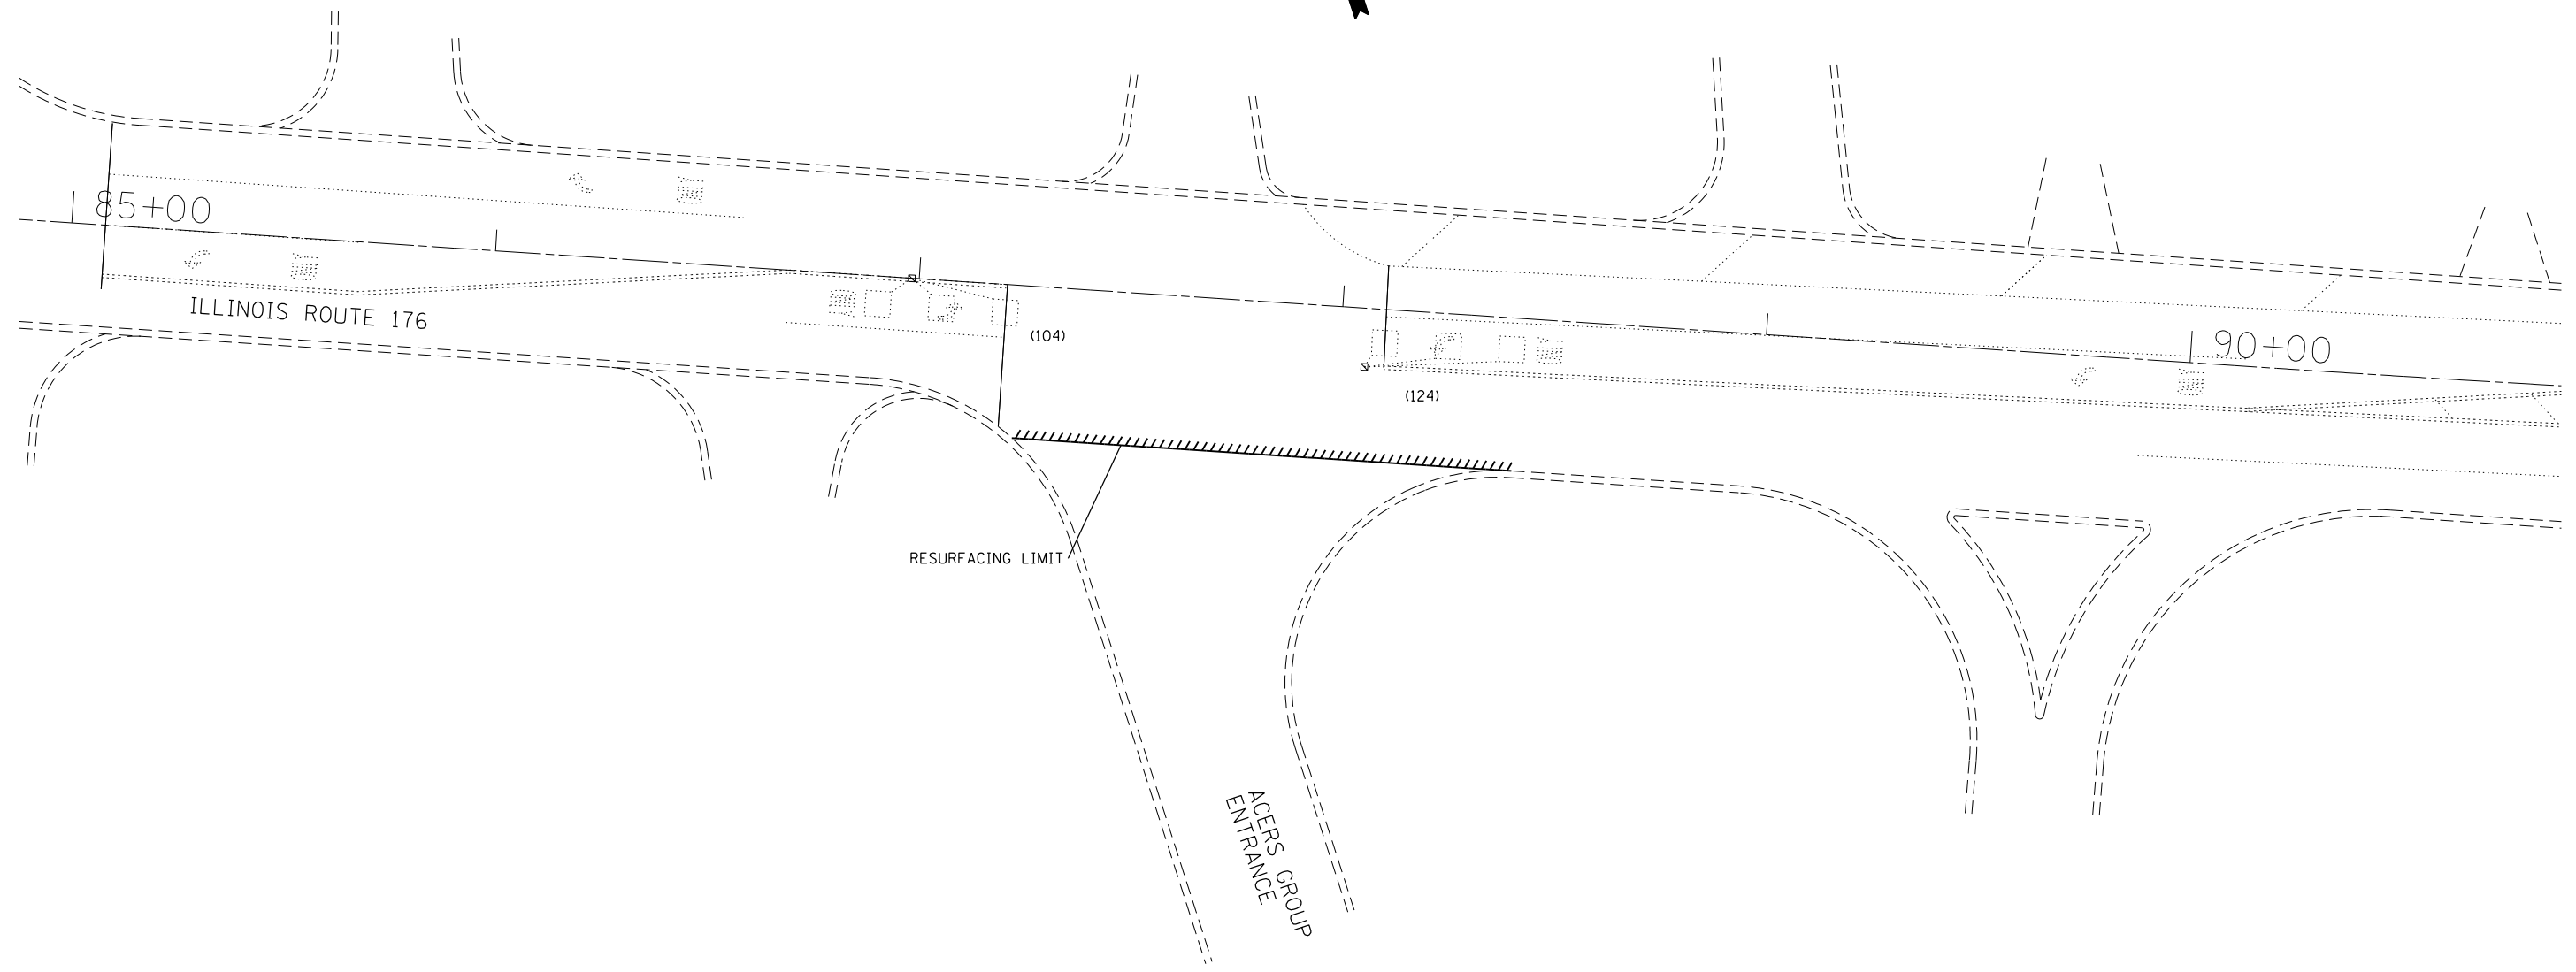 85+00
ILLINOIS ROUTE 176
(104)
90+00
(124)
RESURFACING LIMIT
ACERS GROUP
ENTRANCE